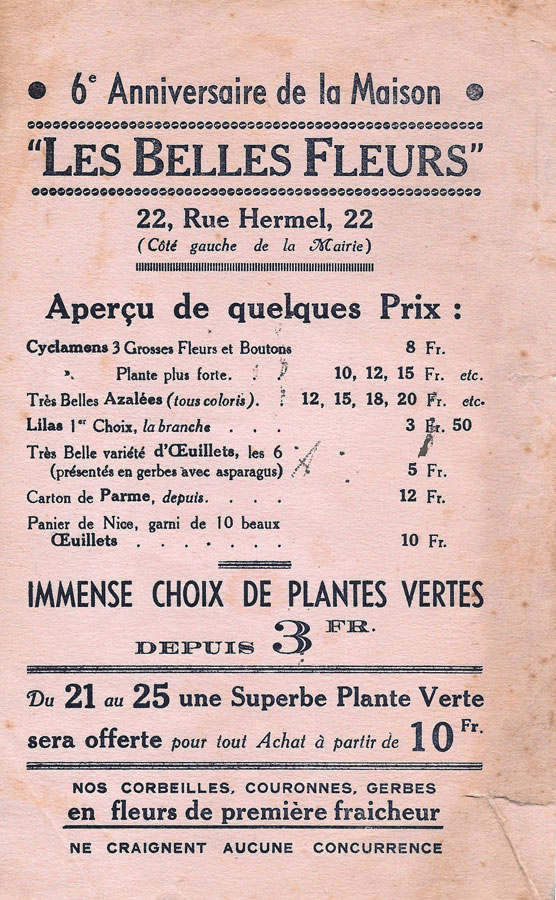 • 6e Anniversaire de la Maison •
"LES BELLES FLEURS"
22, Rue Hermel, 22
(Côté gauche de la Mairie)
Aperçu de quelques Prix :
Cyclamens 3 Grosses Fleurs et Boutons 8 Fr.
» Plante plus forte. . . 10, 12, 15 Fr. etc.
Très Belles Azalées (tous coloris). . 12, 15, 18, 20 Fr. etc.
Lilas 1er Choix, la branche . . . 3 Fr. 50
Très Belle variété d'Œuillets, les 6
(présentés en gerbes avec asparagus) 5 Fr.
Carton de Parme, depuis. . . . 12 Fr.
Panier de Nice, garni de 10 beaux
Œuillets . . . . . . . 10 Fr.
IMMENSE CHOIX DE PLANTES VERTES
DEPUIS 3 FR.
Du 21 au 25 une Superbe Plante Verte
sera offerte pour tout Achat à partir de 10 Fr.
NOS CORBEILLES, COURONNES, GERBES
en fleurs de première fraicheur
NE CRAIGNENT AUCUNE CONCURRENCE